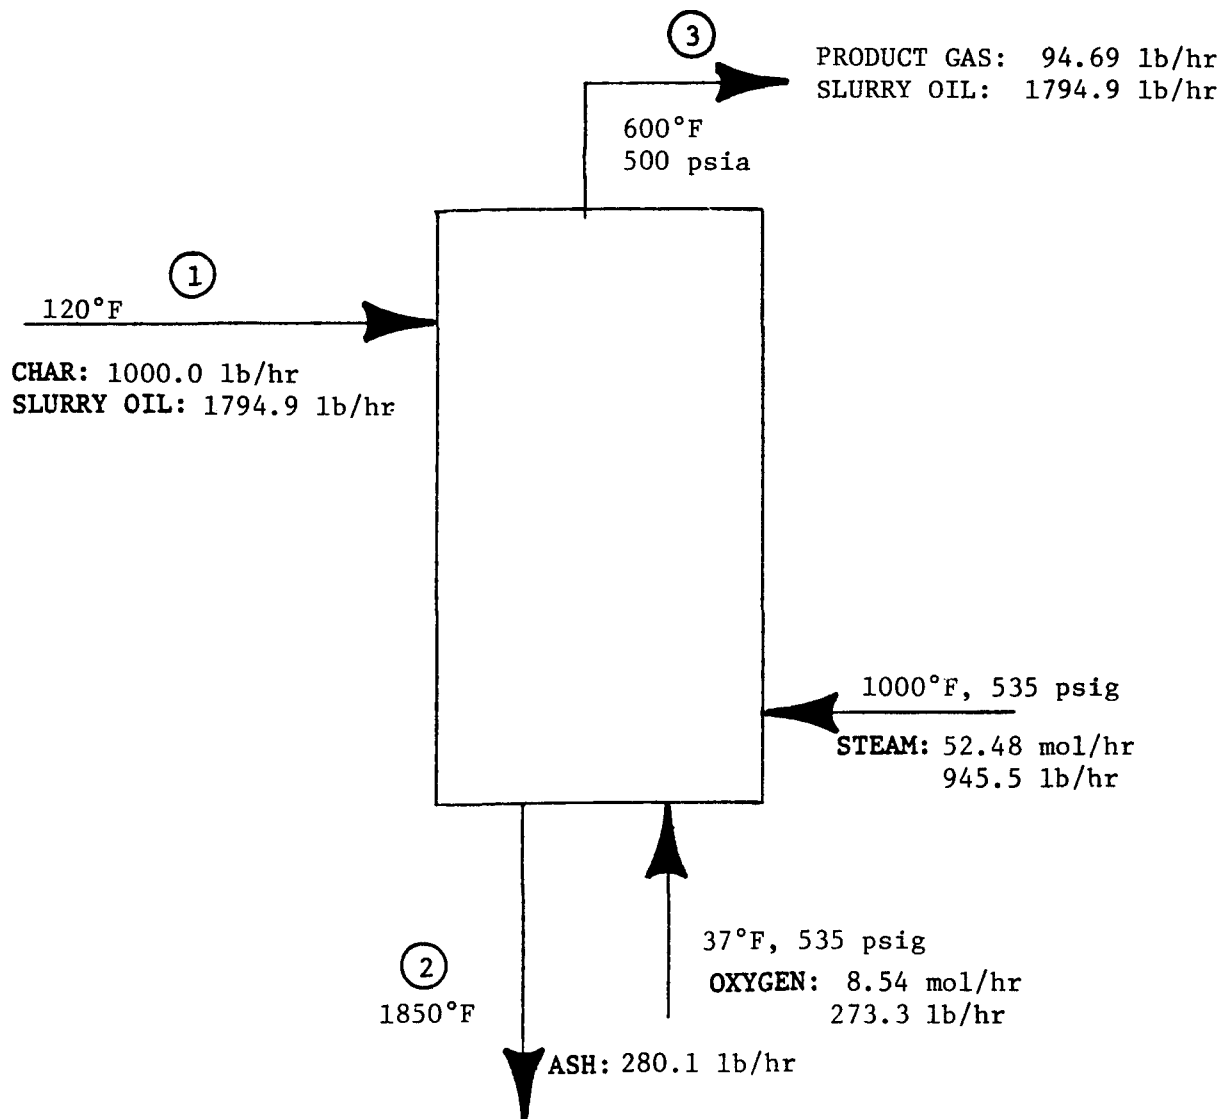 3
PRODUCT GAS: 94.69 lb/hr
SLURRY OIL: 1794.9 lb/hr
600°F
500 psia
1
120°F
CHAR: 1000.0 lb/hr
SLURRY OIL: 1794.9 lb/hr
1000°F, 535 psig
STEAM: 52.48 mol/hr
945.5 lb/hr
37°F, 535 psig
OXYGEN: 8.54 mol/hr
273.3 lb/hr
2
1850°F
ASH: 280.1 lb/hr